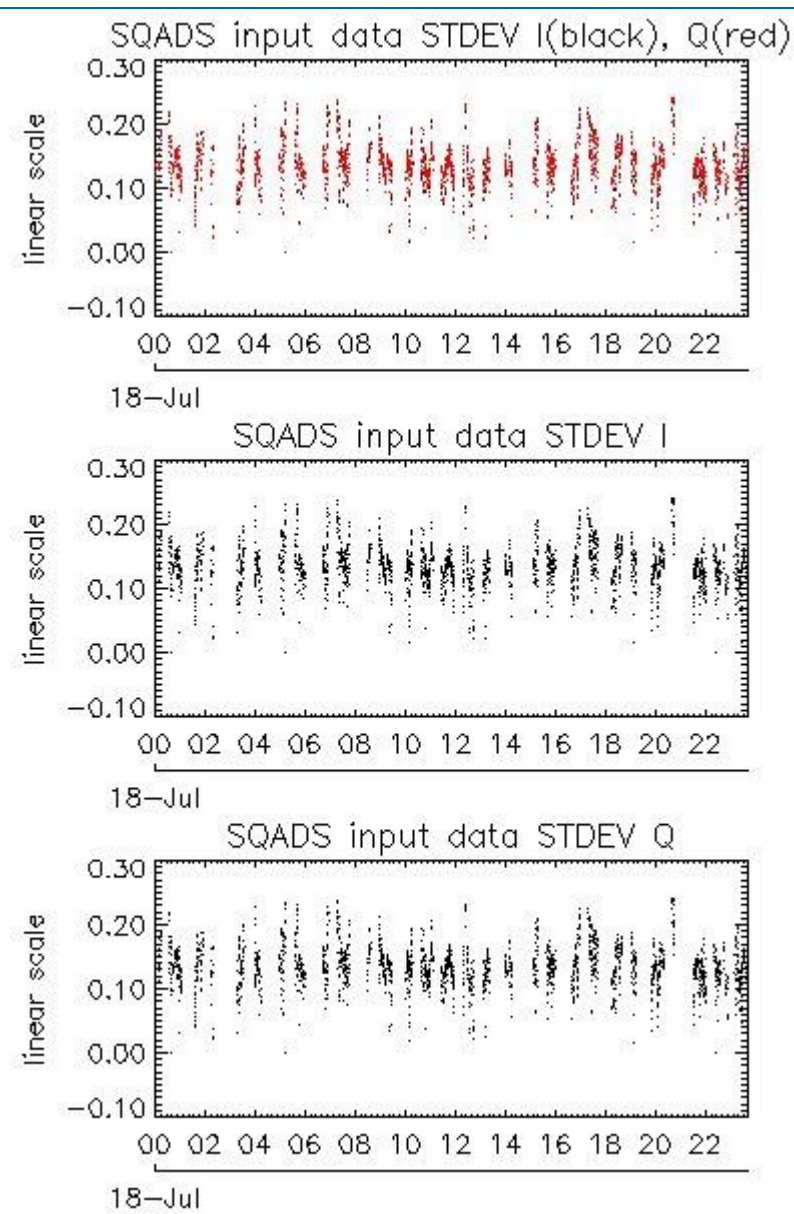 SQADS input data STDEV I(black), Q(red)
0.30
0.20
0.10
0.00
-0.10
linear scale
00 02 04 06 08 10 12 14 16 18 20 22
18-Jul
SQADS input data STDEV I
0.30
0.20
0.10
0.00
-0.10
linear scale
00 02 04 06 08 10 12 14 16 18 20 22
18-Jul
SQADS input data STDEV Q
0.30
0.20
0.10
0.00
-0.10
linear scale
00 02 04 06 08 10 12 14 16 18 20 22
18-Jul